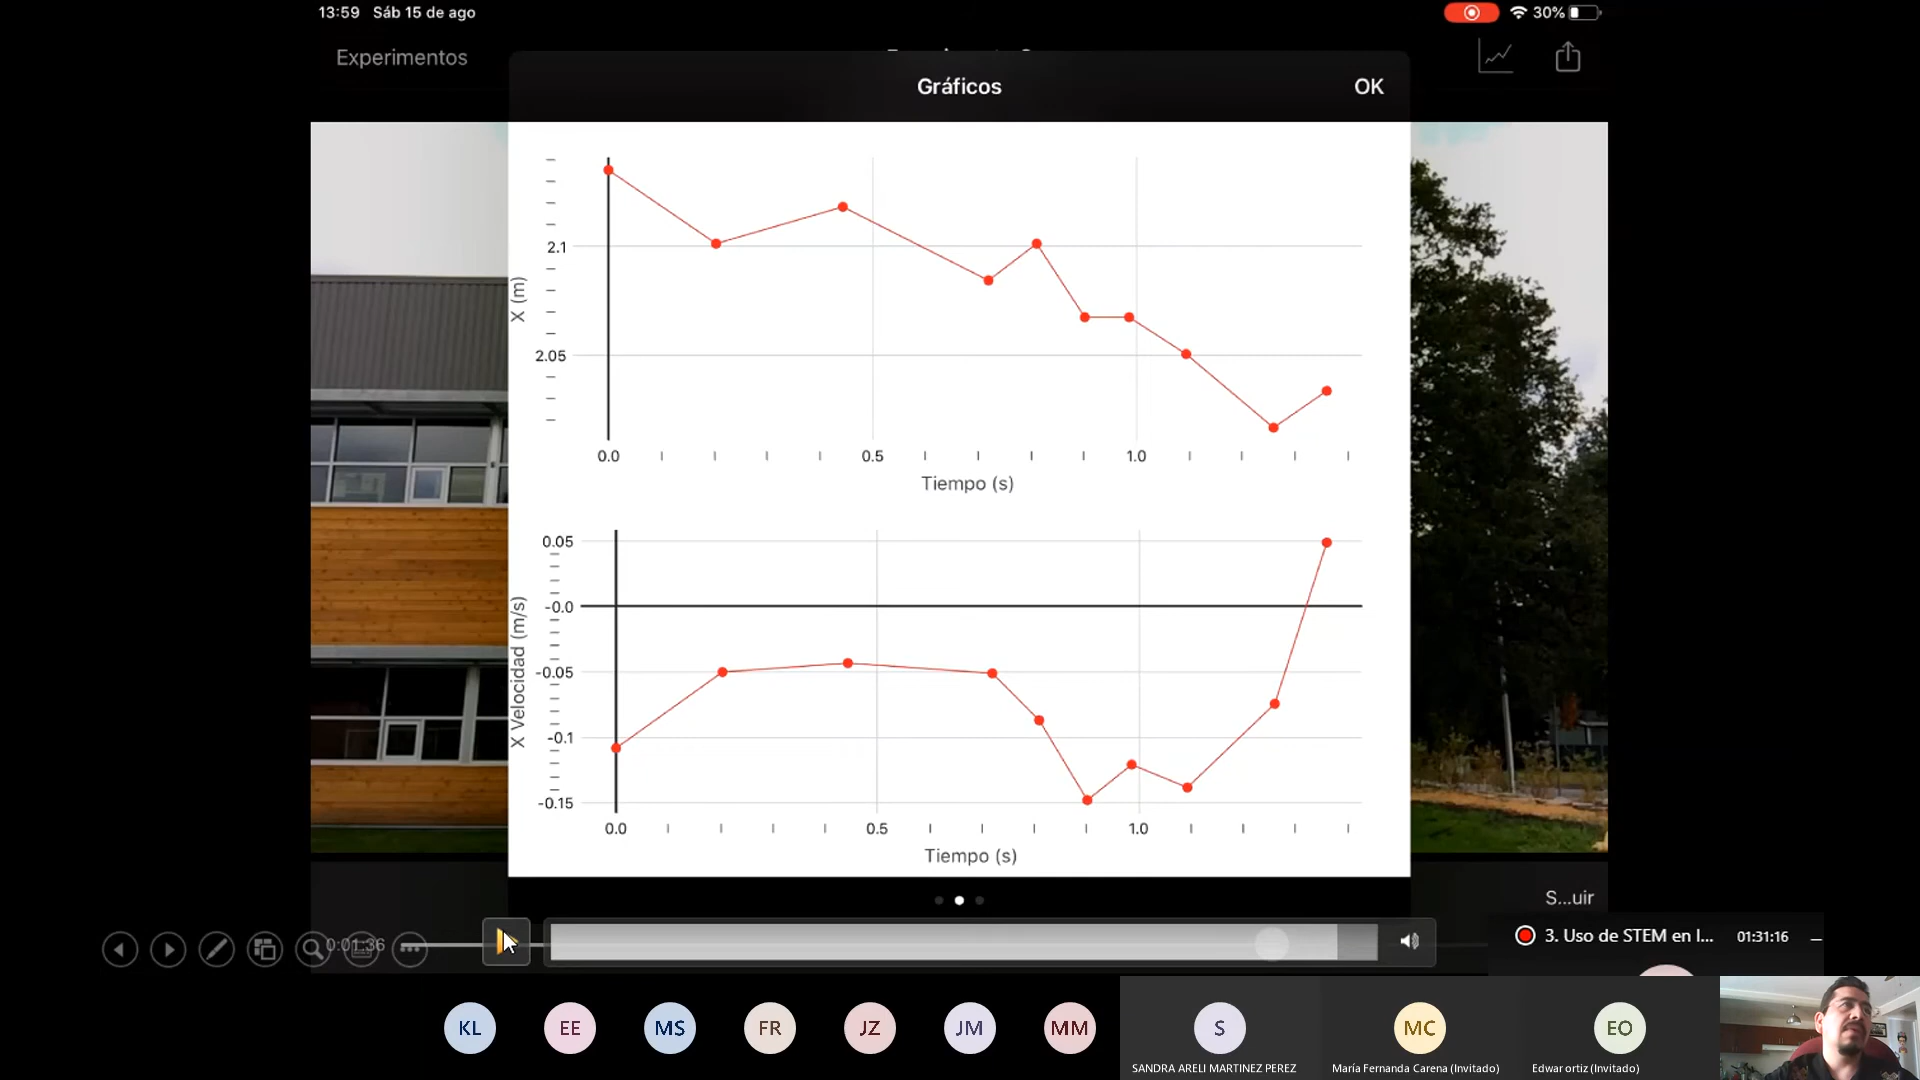 13:59 Sáb 15 de ago
30%
Experimentos
Gráficos
OK
2.1
2.05
X (m)
0.0 0.5 1.0
Tiempo (s)
0.05
-0.0
-0.05
-0.1
-0.15
X Velocidad (m/s)
0.0 0.5 1.0
Tiempo (s)
S...uir
0:01:36
3. Uso de STEM en l...
01:31:16
KL EE MS FR JZ JM MM S MC EO
SANDRA ARELI MARTINEZ PEREZ
María Fernanda Carena (Invitado)
Edwar ortiz (Invitado)